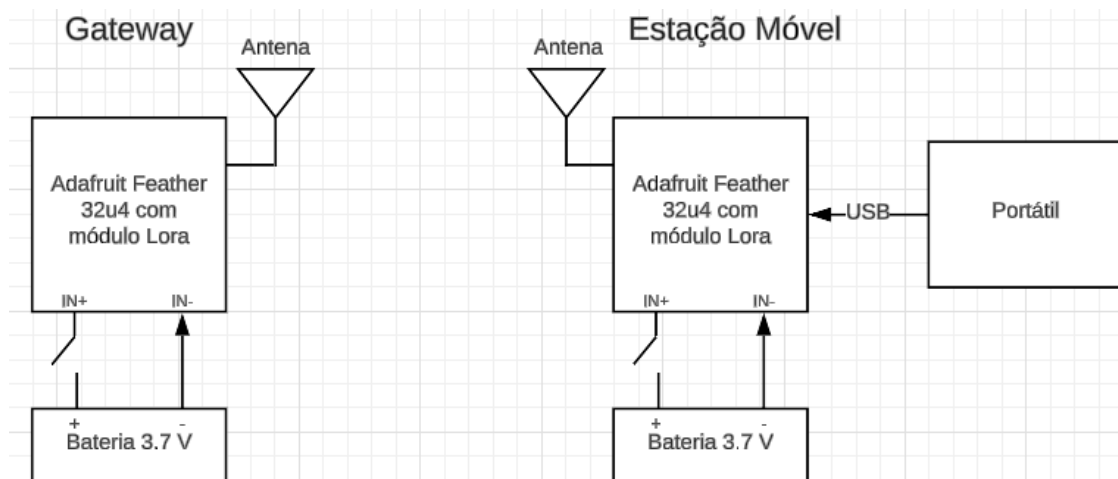 Gateway
Estação Móvel
Antena
Antena
Adafruit Feather
32u4 com
módulo Lora
IN+
IN-
Adafruit Feather
32u4 com
módulo Lora
IN+
IN-
USB
Portátil
+
-
Bateria 3.7 V
+
-
Bateria 3.7 V